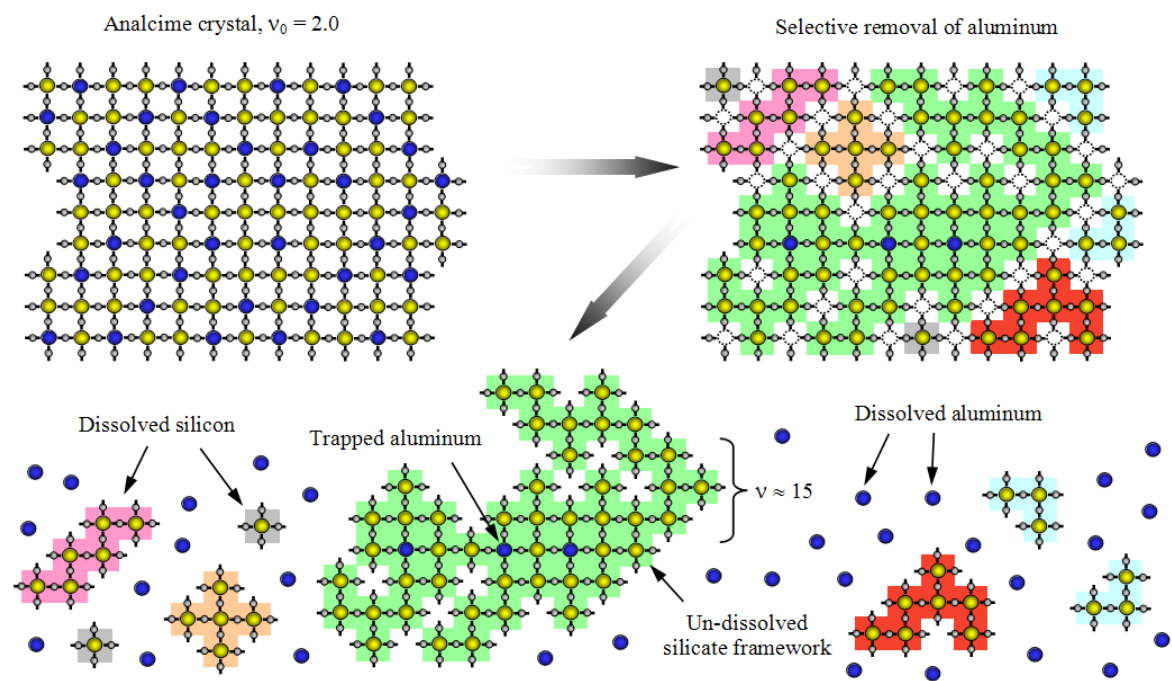 Analcime crystal, ν₀ = 2.0
Selective removal of aluminum
Dissolved silicon
Trapped aluminum
Dissolved aluminum
ν ≈ 15
Un-dissolved
silicate framework